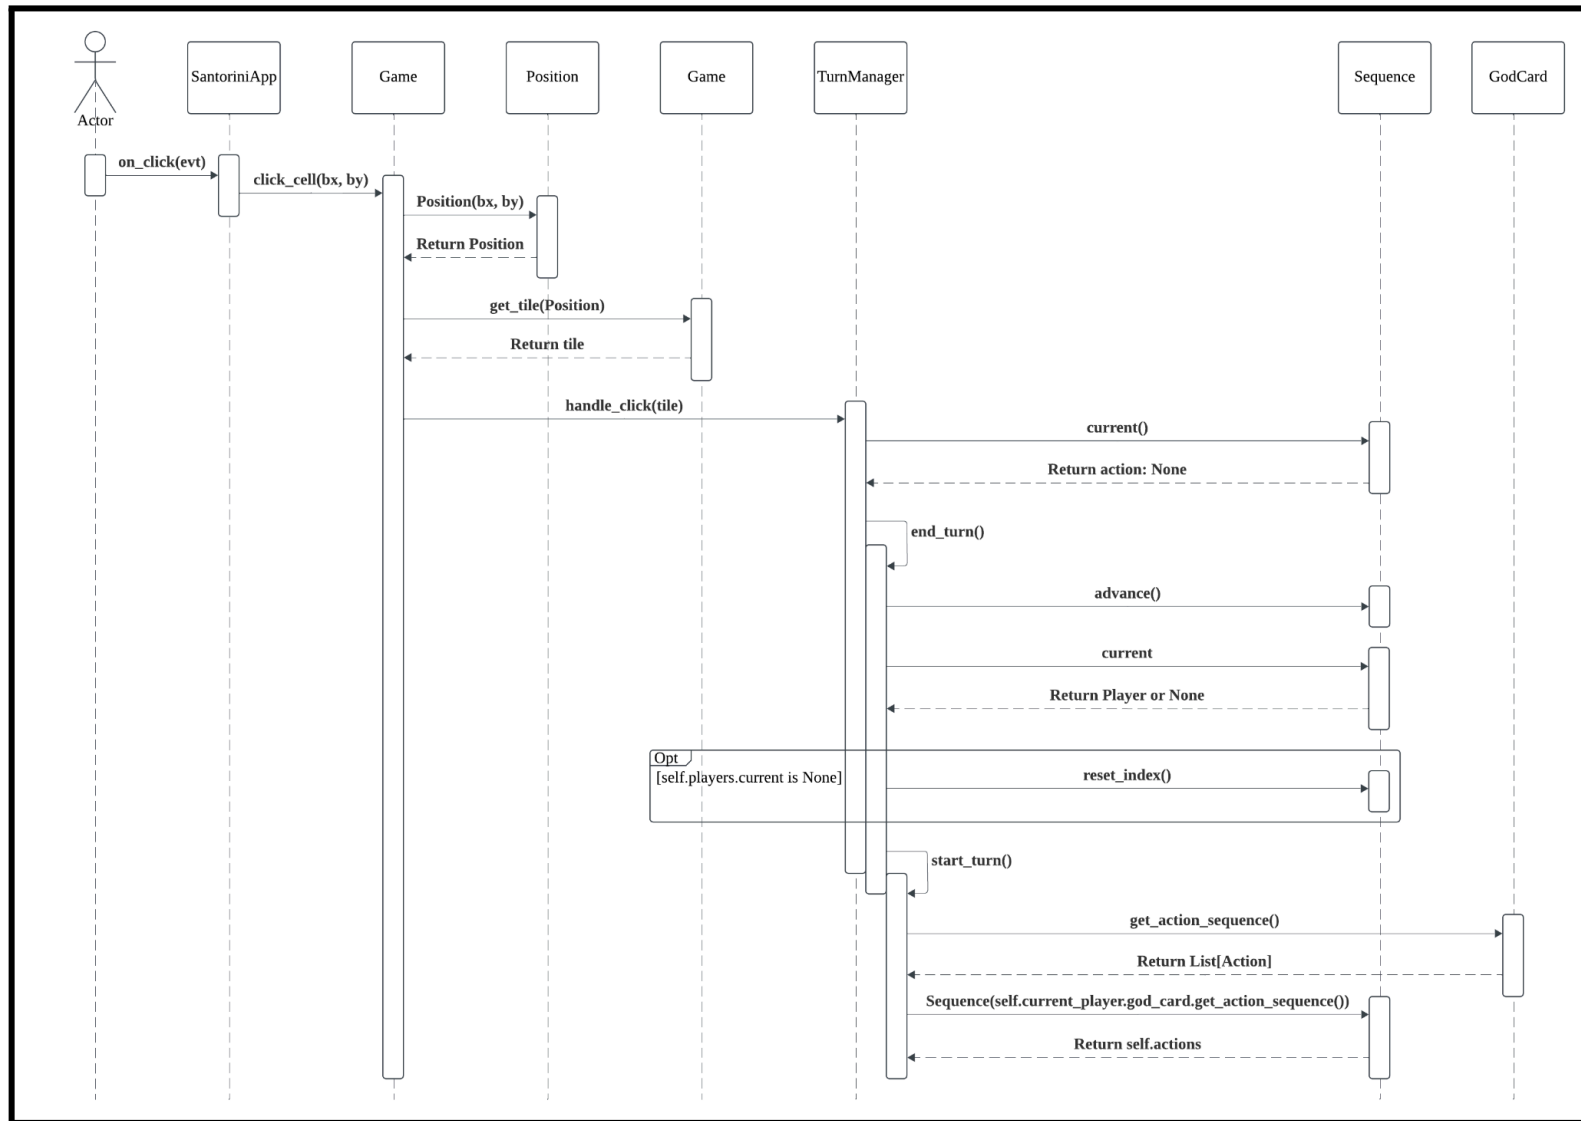 Actor
SantoriniApp
Game
Position
Game
TurnManager
Sequence
GodCard
on_click(evt)
click_cell(bx, by)
Position(bx, by)
Return Position
get_tile(Position)
Return tile
handle_click(tile)
current()
Return action: None
end_turn()
advance()
current
Return Player or None
Opt
[self.players.current is None]
reset_index()
start_turn()
get_action_sequence()
Return List[Action]
Sequence(self.current_player.god_card.get_action_sequence())
Return self.actions